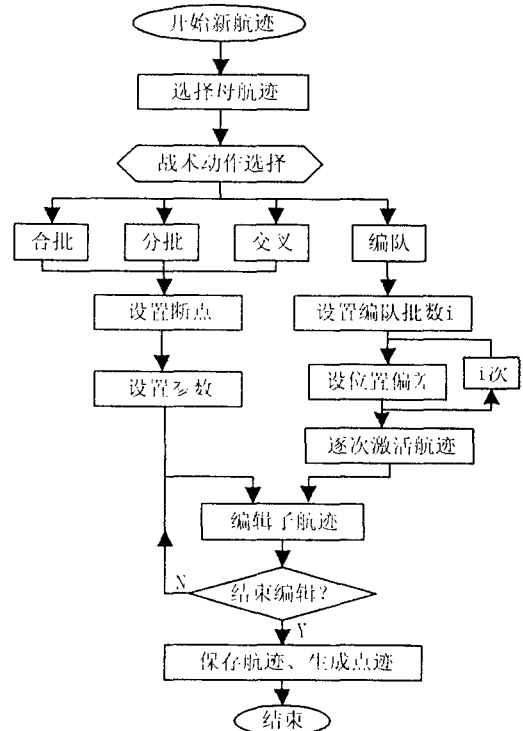 开始新航迹
选择母航迹
战术动作选择
合批
分批
交叉
编队
设置断点
设置编队批数i
设置参数
设位置偏差
i次
逐次激活航迹
编辑子航迹
N
结束编辑?
Y
保存航迹、生成点迹
结束